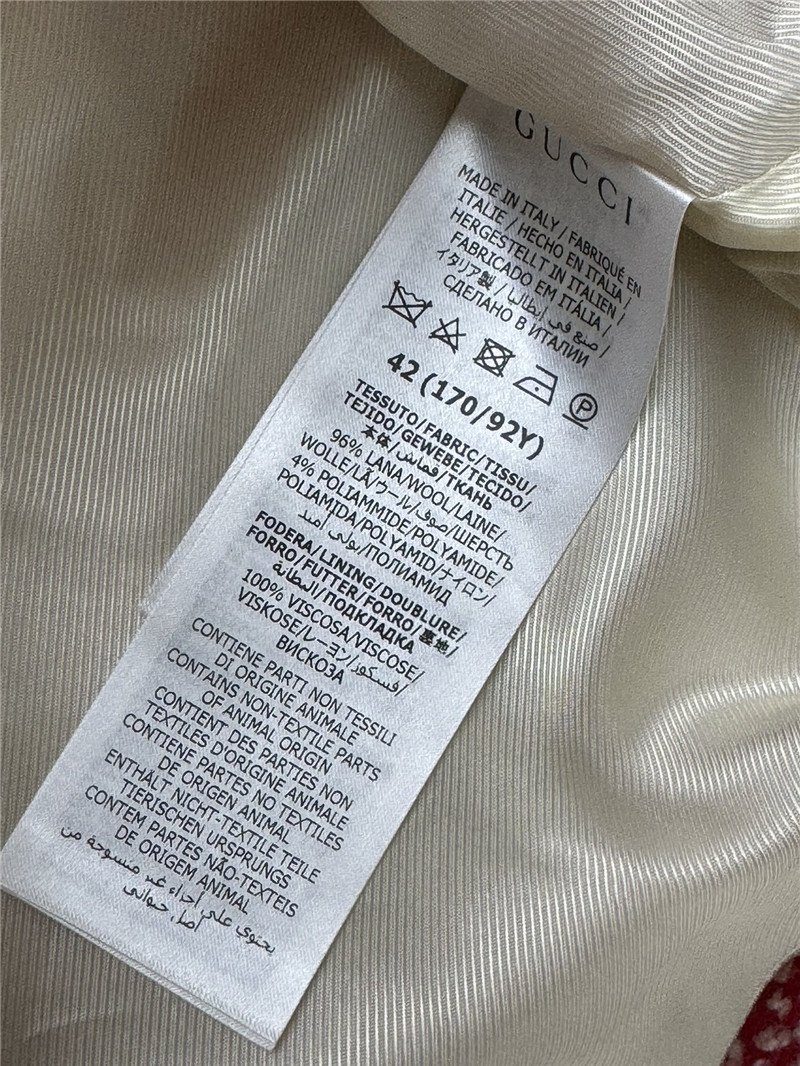 GUCCI
MADE IN ITALY / FABRIQUÉ EN
ITALIE / HECHO EN ITALIA /
HERGESTELLT IN ITALIEN /
FABRICADO EM ITÁLIA /
イタリア製 / صنع في إيطاليا /
СДЕЛАНО В ИТАЛИИ
P
42 (170/92Y)
TESSUTO/FABRIC/TISSU/
TEJIDO/GEWEBE/TECIDO/
本体/قماش/ТКАНЬ
96% LANA/WOOL/LAINE/
WOLLE/LÃ/ウール/صوف/ШЕРСТЬ
4% POLIAMMIDE/POLYAMIDE/
POLIAMIDA/POLYAMID/ナイロン/
بولي أميد/ПОЛИАМИД
FODERA/LINING/DOUBLURE/
FORRO/FUTTER/FORRO/裏地/
البطانة/ПОДКЛАДКА
100% VISCOSA/VISCOSE/
VISKOSE/レーヨン/فسكوز/
ВИСКОЗА
CONTIENE PARTI NON TESSILI
DI ORIGINE ANIMALE
CONTAINS NON-TEXTILE PARTS
OF ANIMAL ORIGIN
CONTIENT DES PARTIES NON
TEXTILES D'ORIGINE ANIMALE
CONTIENE PARTES NO TEXTILES
DE ORIGEN ANIMAL
ENTHÄLT NICHT-TEXTILE TEILE
TIERISCHEN URSPRUNGS
CONTEM PARTES NÃO-TEXTEIS
DE ORIGEM ANIMAL
يحتوي على أجزاء غير منسوجة من
أصل حيواني